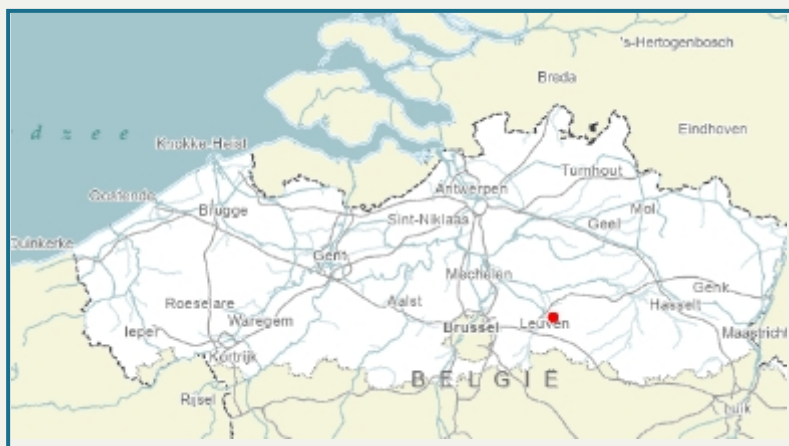 's-Hertogenbosch
Breda
Eindhoven
d z e e
Knokke-Heist
Turnhout
Antwerpen
Oostende
Brugge
Mol
Sint-Niklaas
Geel
Duinkerke
Gent
Mechelen
Genk
Roeselare
Aalst
Hasselt
Waregem
Ieper
Brussel
Leuven
Maastricht
Kortrijk
BELGIË
Rijsel
Luik